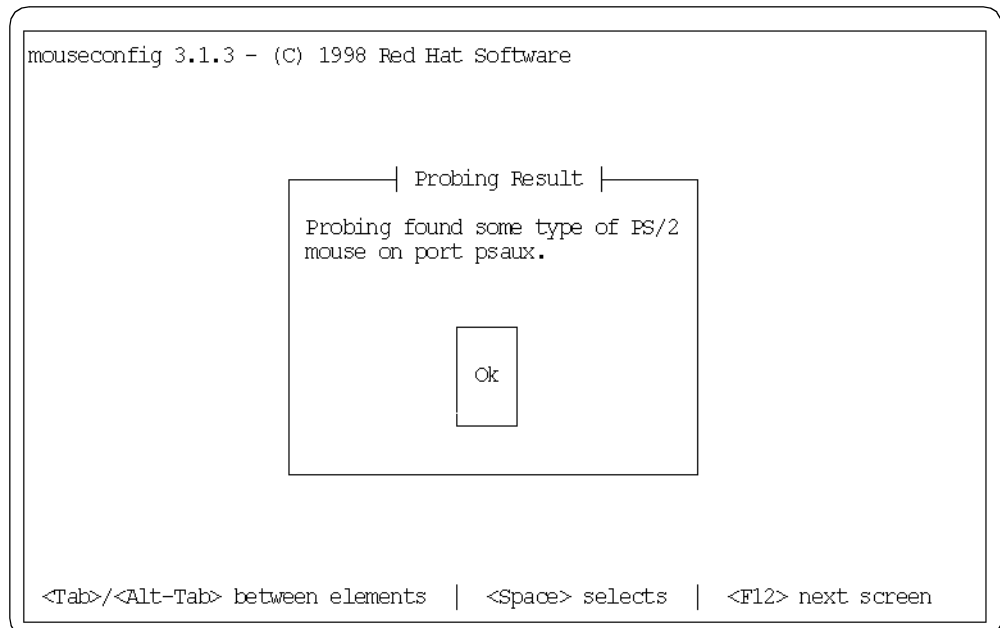 mouseconfig 3.1.3 - (C) 1998 Red Hat Software
Probing Result
Probing found some type of PS/2
mouse on port psaux.
Ok
<Tab>/<Alt-Tab> between elements | <Space> selects | <F12> next screen